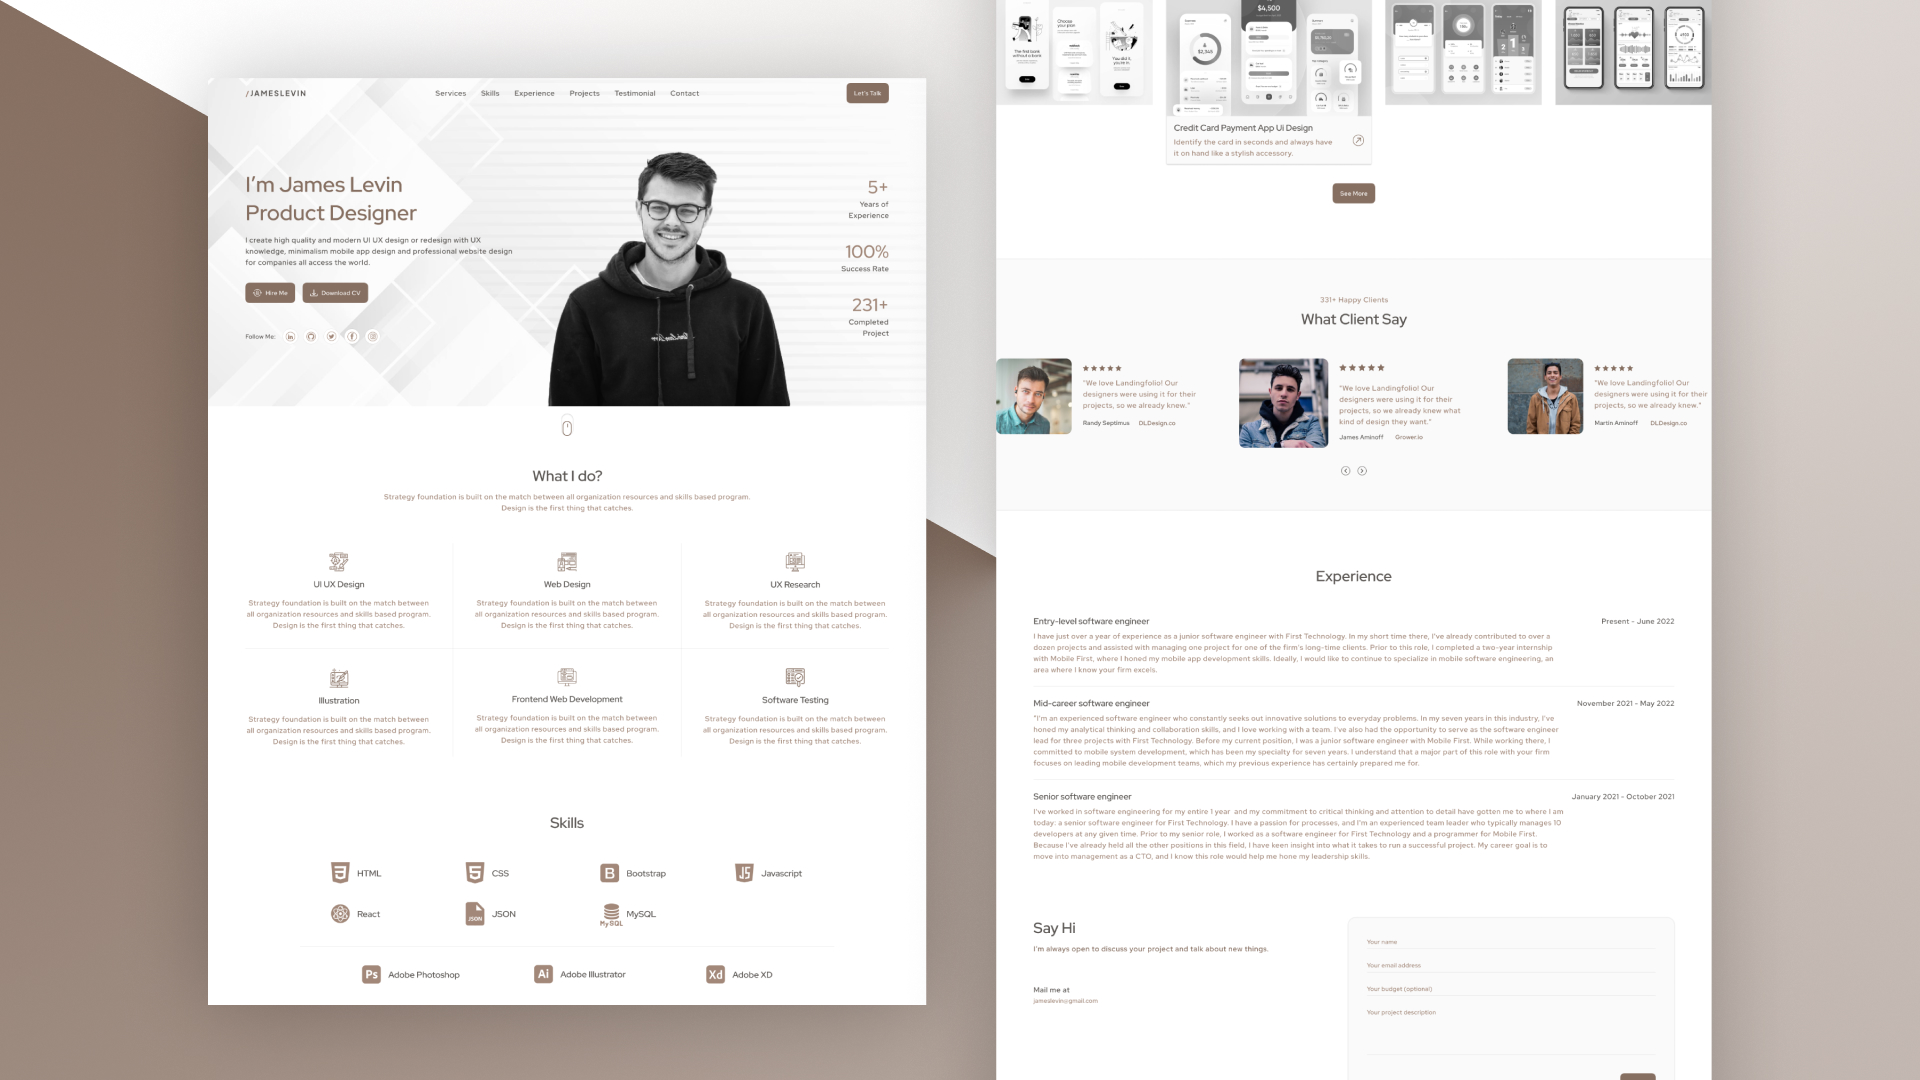 /JAMESLEVIN
Services Skills Experience Projects Testimonial Contact
Let's Talk
I'm James Levin
Product Designer
I create high quality and modern UI UX design or redesign with UX
knowledge, minimalism mobile app design and professional website design
for companies all access the world.
Hire Me Download CV
Follow Me:
5+
Years of
Experience
100%
Success Rate
231+
Completed
Project
What I do?
Strategy foundation is built on the match between all organization resources and skills based program.
Design is the first thing that catches.
UI UX Design
Strategy foundation is built on the match between
all organization resources and skills based program.
Design is the first thing that catches.
Web Design
Strategy foundation is built on the match between
all organization resources and skills based program.
Design is the first thing that catches.
UX Research
Strategy foundation is built on the match between
all organization resources and skills based program.
Design is the first thing that catches.
Illustration
Strategy foundation is built on the match between
all organization resources and skills based program.
Design is the first thing that catches.
Frontend Web Development
Strategy foundation is built on the match between
all organization resources and skills based program.
Design is the first thing that catches.
Software Testing
Strategy foundation is built on the match between
all organization resources and skills based program.
Design is the first thing that catches.
Skills
HTML CSS Bootstrap Javascript
React JSON JSON MySQL MySQL
Ps Adobe Photoshop Ai Adobe Illustrator Xd Adobe XD
$4,500
$2,345
Credit Card Payment App Ui Design
Identify the card in seconds and always have
it on hand like a stylish accessory.
See More
331+ Happy Clients
What Client Say
"We love Landingfolio! Our
designers were using it for their
projects, so we already knew."
Randy Septimus DLDesign.co
"We love Landingfolio! Our
designers were using it for their
projects, so we already knew what
kind of design they want."
James Aminoff Grower.io
"We love Landingfolio! Our
designers were using it for their
projects, so we already knew."
Martin Aminoff DLDesign.co
Experience
Entry-level software engineer
Present - June 2022
I have just over a year of experience as a junior software engineer with First Technology. In my short time there, I've already contributed to over a
dozen projects and assisted with managing one project for one of the firm's long-time clients. Prior to this role, I completed a two-year internship
with Mobile First, where I honed my mobile app development skills. Ideally, I would like to continue to specialize in mobile software engineering, an
area where I know your firm excels.
Mid-career software engineer
November 2021 - May 2022
"I'm an experienced software engineer who constantly seeks out innovative solutions to everyday problems. In my seven years in this industry, I've
honed my analytical thinking and collaboration skills, and I love working with a team. I've also had the opportunity to serve as the software engineer
lead for three projects with First Technology. Before my current position, I was a junior software engineer with Mobile First. While working there, I
committed to mobile system development, which has been my specialty for seven years. I understand that a major part of this role with your firm
focuses on leading mobile development teams, which my previous experience has certainly prepared me for.
Senior software engineer
January 2021 - October 2021
I've worked in software engineering for my entire 1 year and my commitment to critical thinking and attention to detail have gotten me to where I am
today: a senior software engineer for First Technology. I have a passion for processes, and I'm an experienced team leader who typically manages 10
developers at any given time. Prior to my senior role, I worked as a software engineer for First Technology and a programmer for Mobile First.
Because I've already held all the other positions in this field, I have keen insight into what it takes to run a successful project. My career goal is to
move into management as a CTO, and I know this role would help me hone my leadership skills.
Say Hi
I'm always open to discuss your project and talk about new things.
Mail me at
jameslevin@gmail.com
Your name
Your email address
Your budget (optional)
Your project description